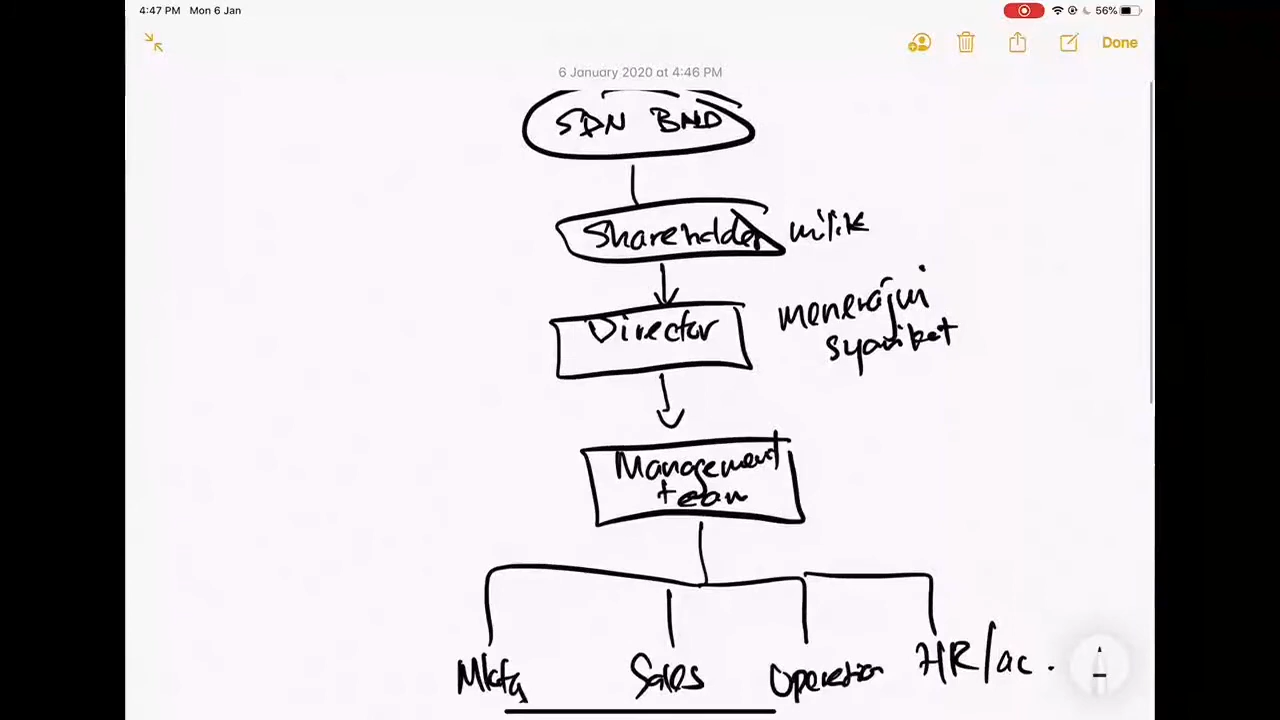 4:47 PM Mon 6 Jan
56%
Done
6 January 2020 at 4:46 PM
SDN BHD
Shareholder milik
Director menerajui
syarikat
Management
team
Mktg Sales Operation HR/ac.